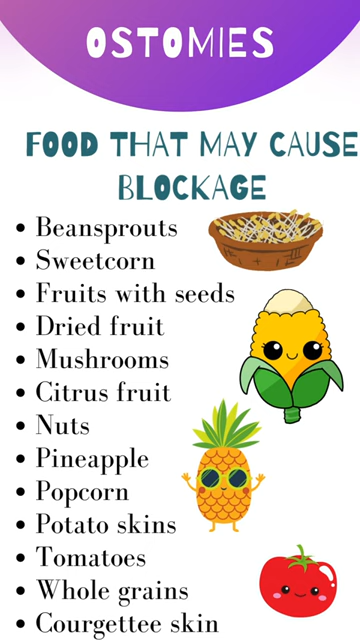 OSTOMIES
FOOD THAT MAY CAUSE
BLOCKAGE
• Beansprouts
• Sweetcorn
• Fruits with seeds
• Dried fruit
• Mushrooms
• Citrus fruit
• Nuts
• Pineapple
• Popcorn
• Potato skins
• Tomatoes
• Whole grains
• Courgettee skin